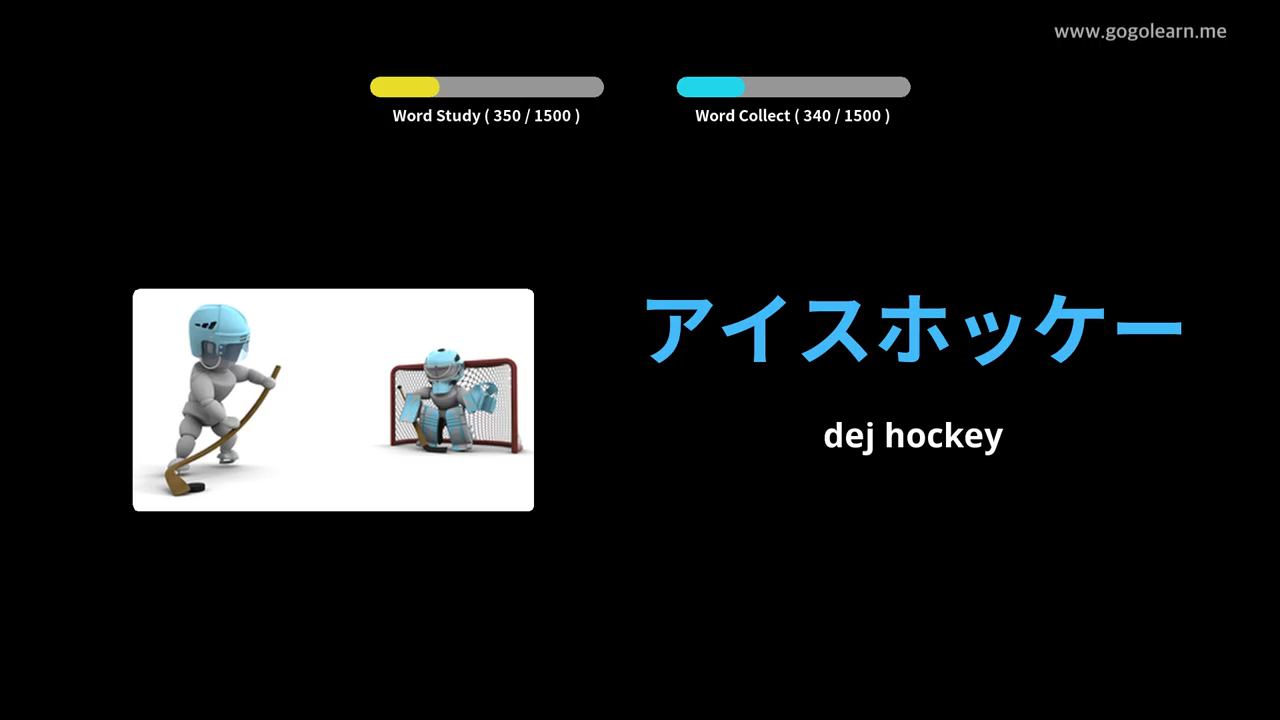 www.gogolearn.me
Word Study ( 350 / 1500 )
Word Collect ( 340 / 1500 )
アイスホッケー
dej hockey